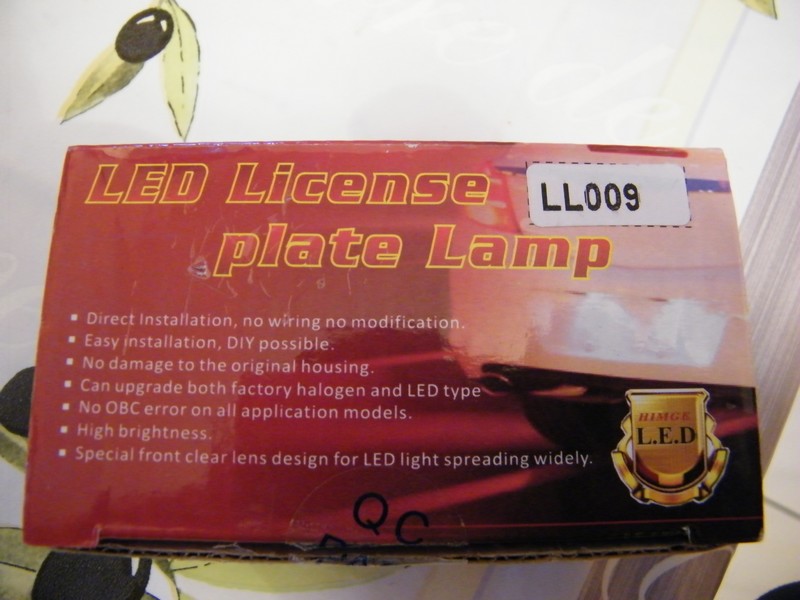 LED License
LL009
plate Lamp
▪ Direct Installation, no wiring no modification.
▪ Easy installation, DIY possible.
▪ No damage to the original housing.
▪ Can upgrade both factory halogen and LED type
▪ No OBC error on all application models.
▪ High brightness.
▪ Special front clear lens design for LED light spreading widely.
HIMGE
L.E.D
QC